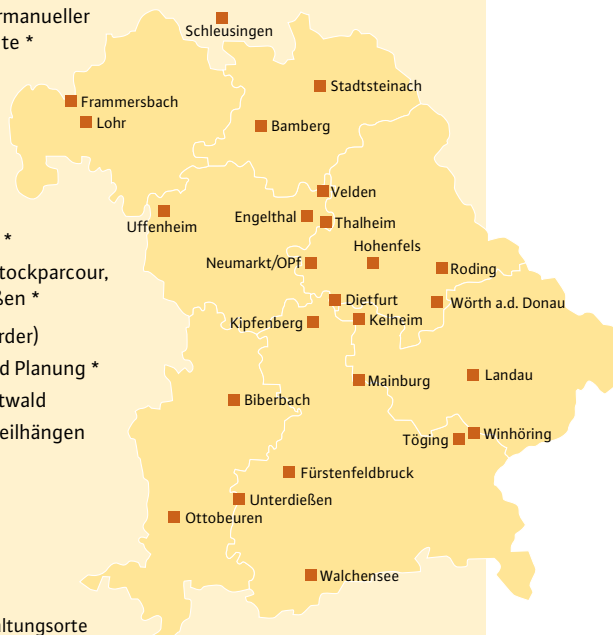 rmanueller
te *
*
tockparcour,
ßen *
rder)
d Planung *
twald
eilhängen
ltungsorte
Schleusingen
Stadtsteinach
Frammersbach
Lohr
Bamberg
Velden
Engelthal
Thalheim
Uffenheim
Hohenfels
Neumarkt/OPf
Roding
Dietfurt
Wörth a.d. Donau
Kipfenberg
Kelheim
Mainburg
Landau
Biberbach
Töging
Winhöring
Fürstenfeldbruck
Unterdießen
Ottobeuren
Walchensee